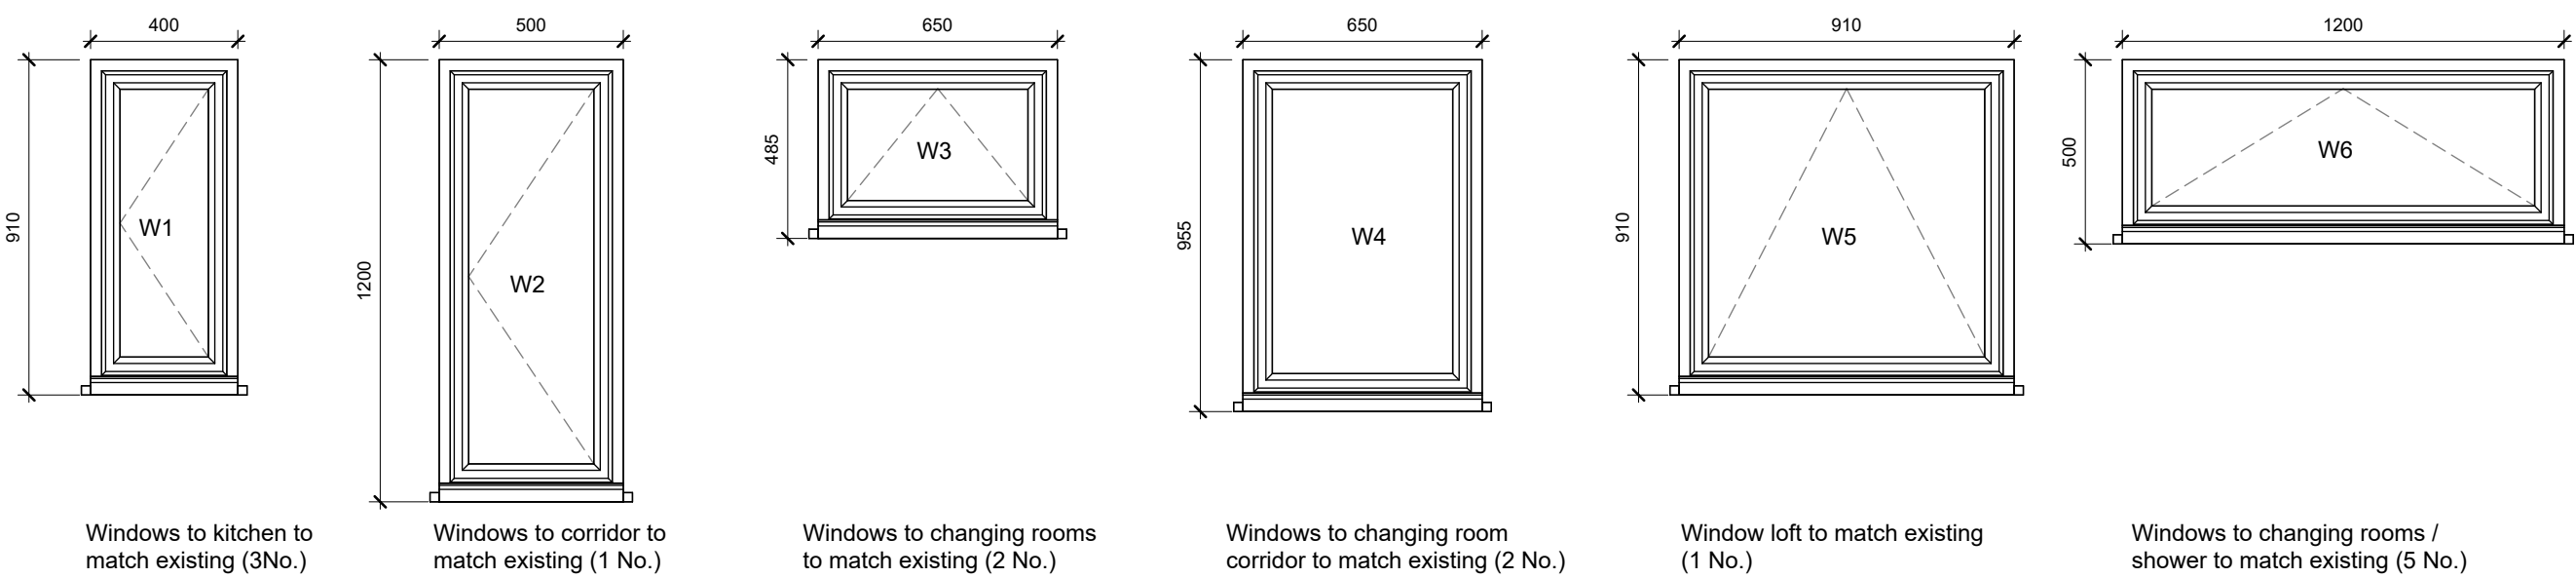 400
500
650
650
910
1200
910
1200
485
955
910
500
W1
W2
W3
W4
W5
W6
Windows to kitchen to
match existing (3No.)
Windows to corridor to
match existing (1 No.)
Windows to changing rooms
to match existing (2 No.)
Windows to changing room
corridor to match existing (2 No.)
Window loft to match existing
(1 No.)
Windows to changing rooms /
shower to match existing (5 No.)